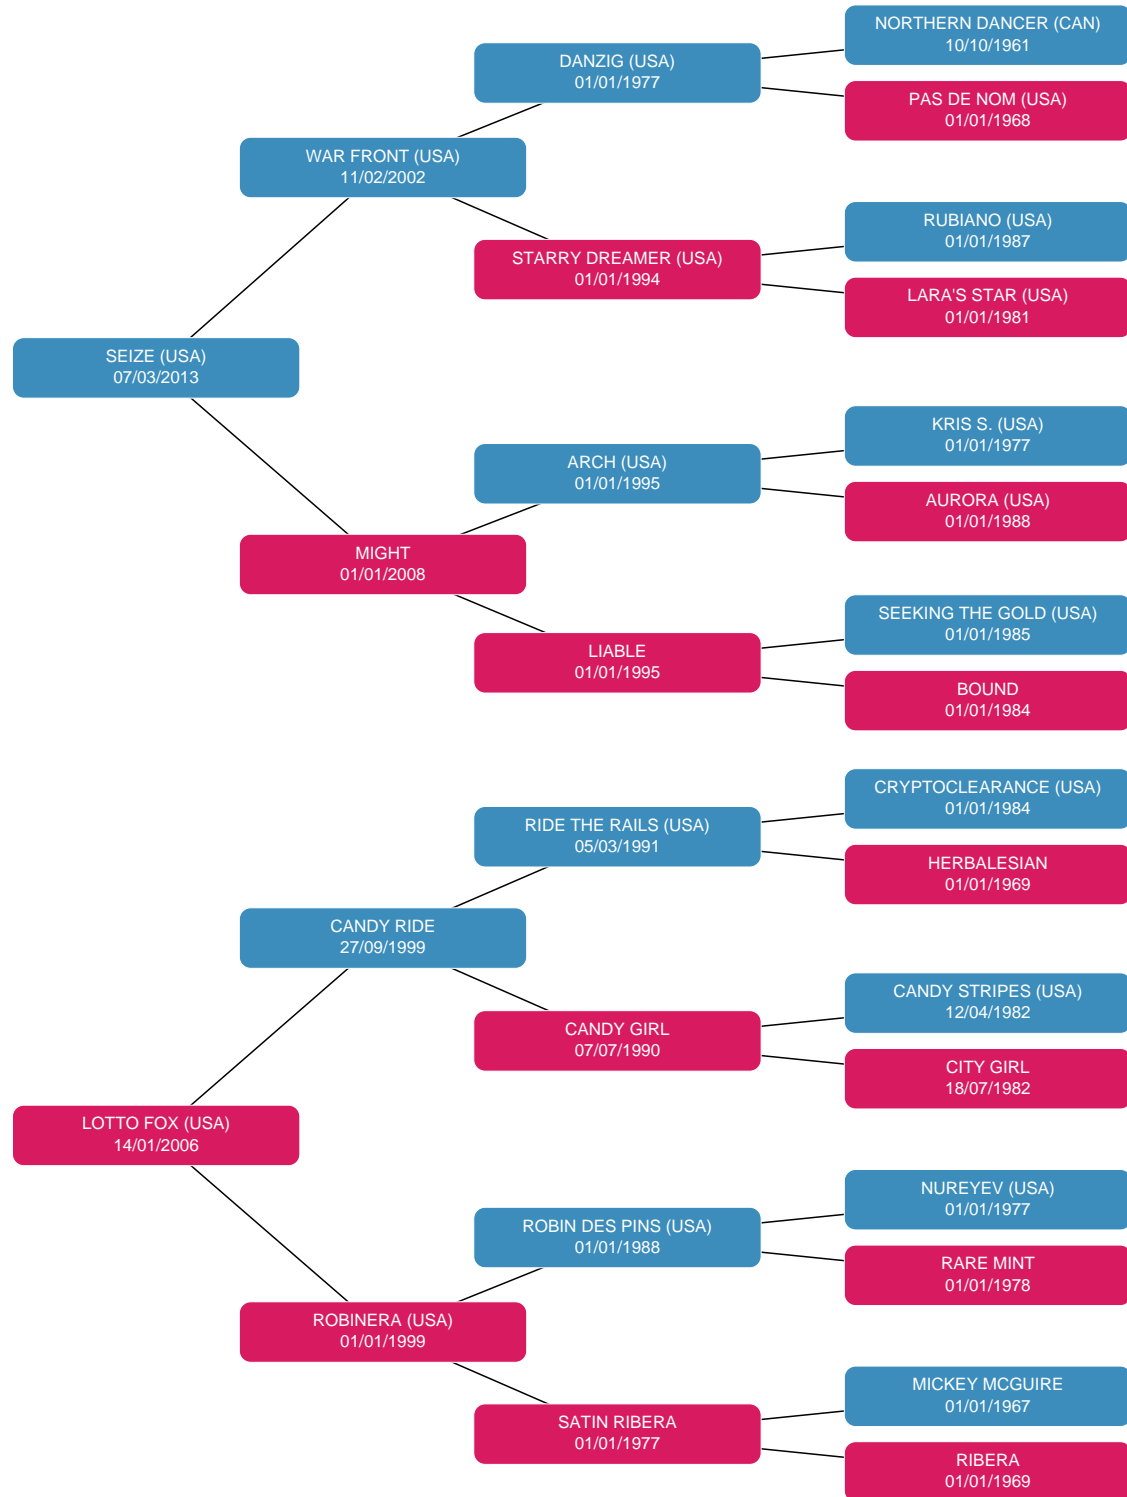 NORTHERN DANCER (CAN)
10/10/1961
DANZIG (USA)
01/01/1977
PAS DE NOM (USA)
01/01/1968
WAR FRONT (USA)
11/02/2002
RUBIANO (USA)
01/01/1987
STARRY DREAMER (USA)
01/01/1994
LARA'S STAR (USA)
01/01/1981
SEIZE (USA)
07/03/2013
KRIS S. (USA)
01/01/1977
ARCH (USA)
01/01/1995
AURORA (USA)
01/01/1988
MIGHT
01/01/2008
SEEKING THE GOLD (USA)
01/01/1985
LIABLE
01/01/1995
BOUND
01/01/1984
CRYPTOCLEARANCE (USA)
01/01/1984
RIDE THE RAILS (USA)
05/03/1991
HERBALESIAN
01/01/1969
CANDY RIDE
27/09/1999
CANDY STRIPES (USA)
12/04/1982
CANDY GIRL
07/07/1990
CITY GIRL
18/07/1982
LOTTO FOX (USA)
14/01/2006
NUREYEV (USA)
01/01/1977
ROBIN DES PINS (USA)
01/01/1988
RARE MINT
01/01/1978
ROBINERA (USA)
01/01/1999
MICKEY MCGUIRE
01/01/1967
SATIN RIBERA
01/01/1977
RIBERA
01/01/1969